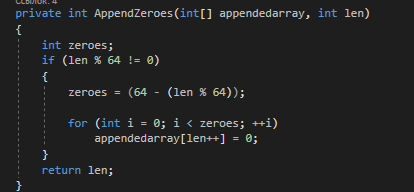 Ссылок: 4
private int AppendZeroes(int[] appendedarray, int len)
{
int zeroes;
if (len % 64 != 0)
{
zeroes = (64 - (len % 64));
for (int i = 0; i < zeroes; ++i)
appendedarray[len++] = 0;
}
return len;
}